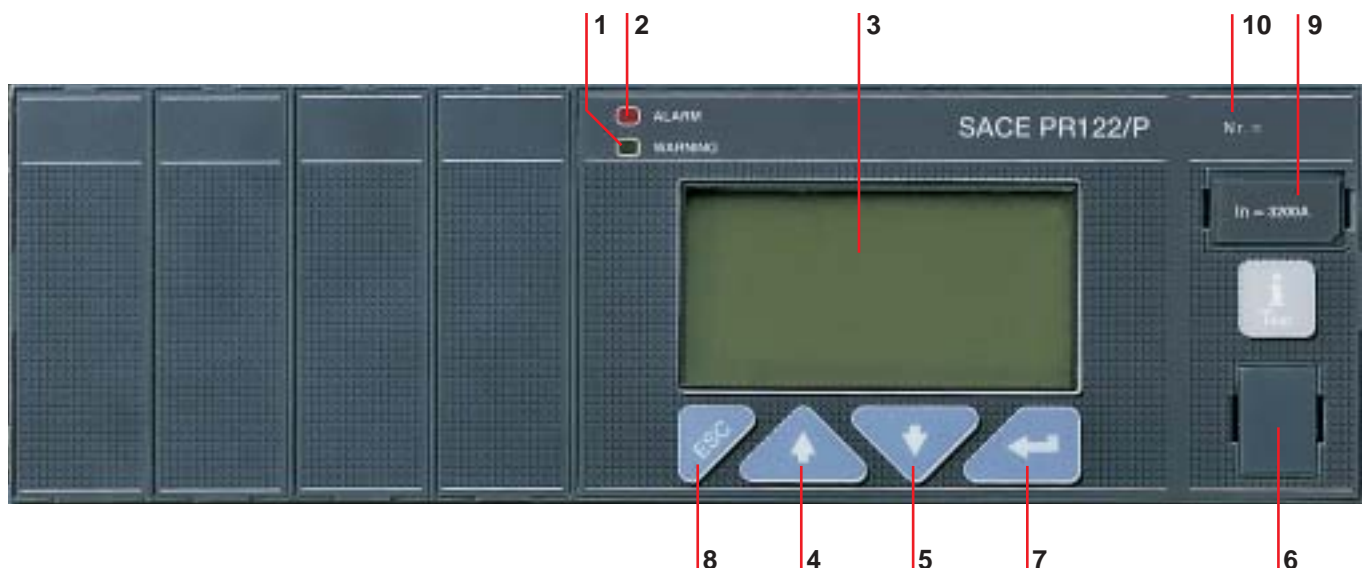 1 2 3 10 9
ALARM
WARNING
SACE PR122/P
Nr. =
In = 3200A
i
Test
ESC
8 4 5 7 6